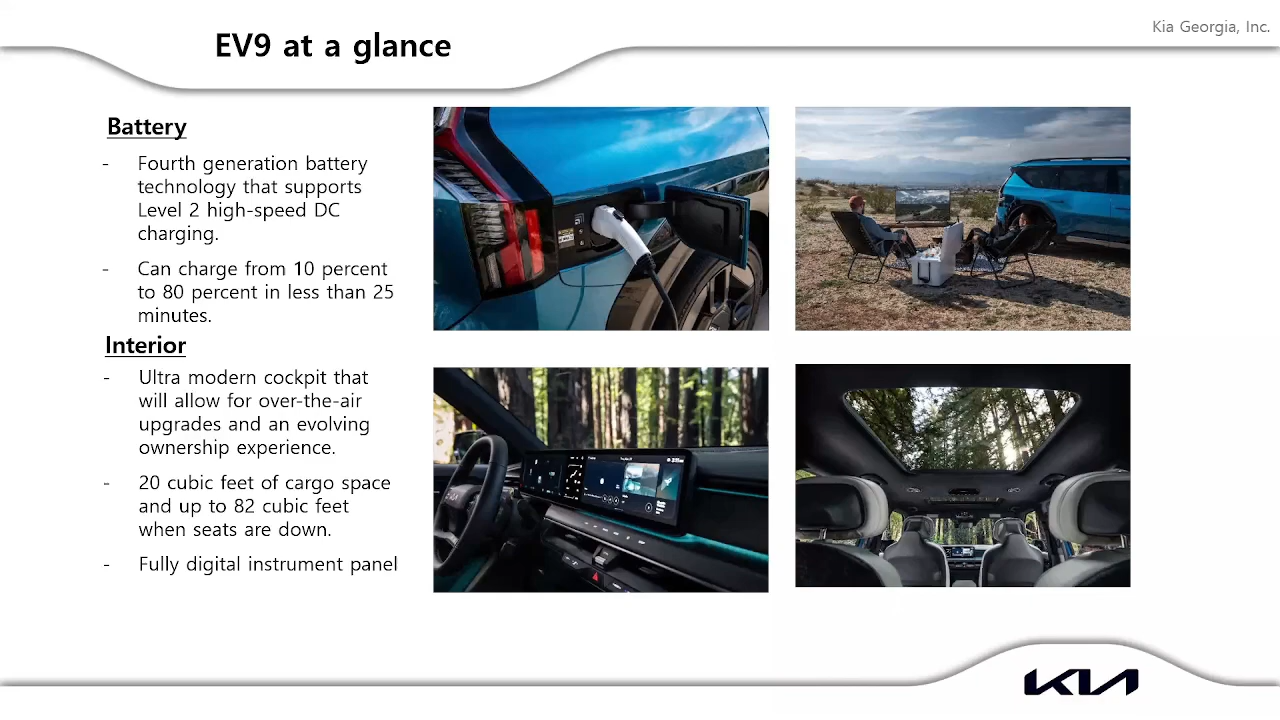 EV9 at a glance
Kia Georgia, Inc.
Battery
- Fourth generation battery
technology that supports
Level 2 high-speed DC
charging.
- Can charge from 10 percent
to 80 percent in less than 25
minutes.
Interior
- Ultra modern cockpit that
will allow for over-the-air
upgrades and an evolving
ownership experience.
- 20 cubic feet of cargo space
and up to 82 cubic feet
when seats are down.
- Fully digital instrument panel
KIA